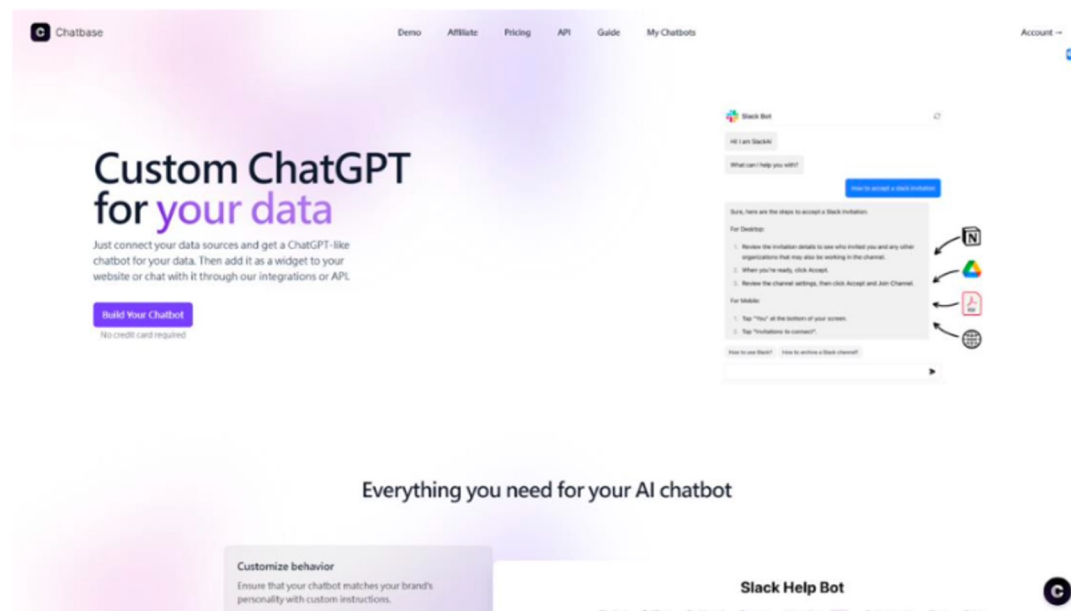 Chatbase
Demo Affiliate Pricing API Guide My Chatbots
Account →
Custom ChatGPT
for your data
Just connect your data sources and get a ChatGPT-like
chatbot for your data. Then add it as a widget to your
website or chat with it through our integrations or API.
Build Your Chatbot
No credit card required
Slack Bot
Hi! I am SlackAI
What can I help you with?
How to accept a slack invitation
Sure, here are the steps to accept a Slack invitation.
For Desktop:
1. Review the invitation details to see who invited you and any other
organizations that may also be working in the channel.
2. When you're ready, click Accept.
3. Review the channel settings, then click Accept and Join Channel.
For Mobile:
1. Tap "You" at the bottom of your screen.
2. Tap "Invitations to connect".
How to use Slack? How to archive a Slack channel?
PDF
Everything you need for your AI chatbot
Customize behavior
Ensure that your chatbot matches your brand's
personality with custom instructions.
Slack Help Bot